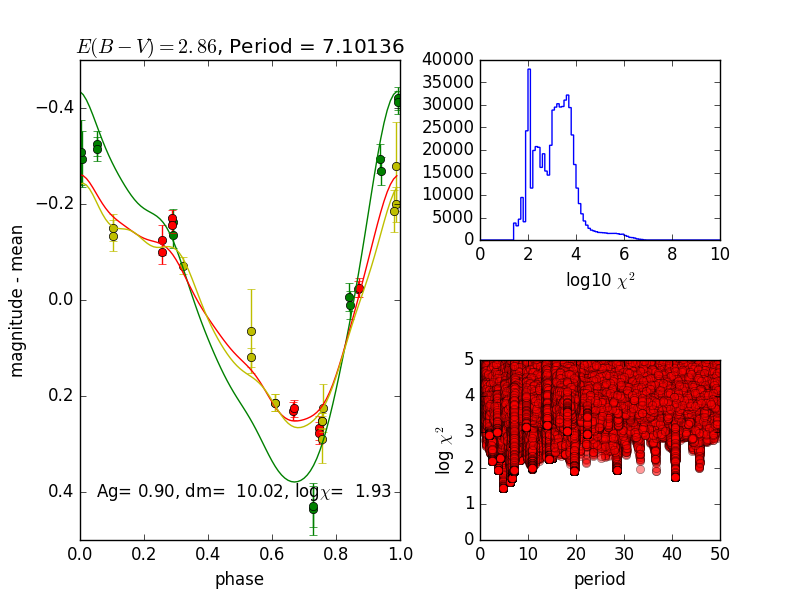 E(B − V) = 2.86, Period = 7.10136
−0.4
−0.2
0.0
0.2
0.4
magnitude - mean
Ag= 0.90, dm= 10.02, logχ= 1.93
0.0 0.2 0.4 0.6 0.8 1.0
phase
40000
35000
30000
25000
20000
15000
10000
5000
0
0 2 4 6 8 10
log10 χ²
5
4
3
2
1
0
log χ²
0 10 20 30 40 50
period